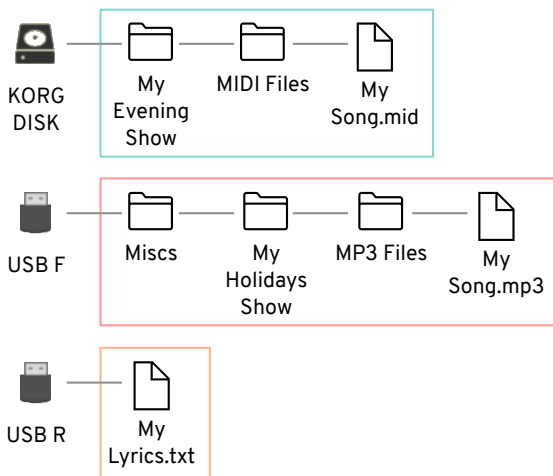 KORG
DISK
My
Evening
Show
MIDI Files
My
Song.mid
USB F
Miscs
My
Holidays
Show
MP3 Files
My
Song.mp3
USB R
My
Lyrics.txt